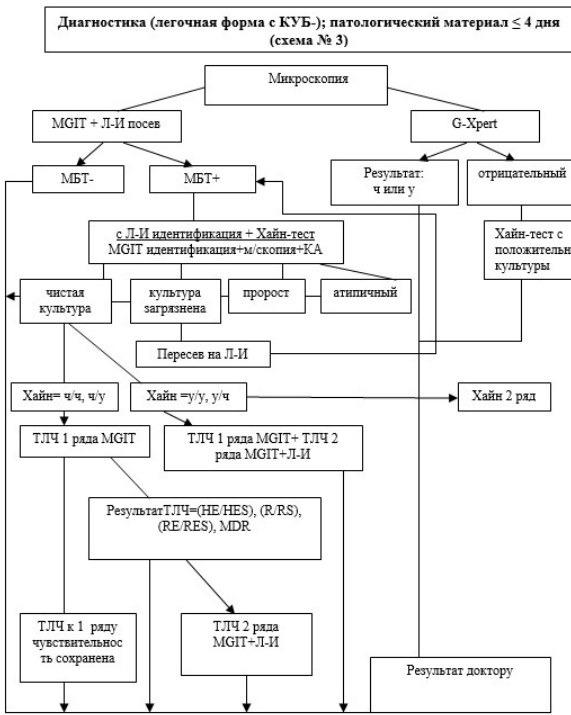 Диагностика (легочная форма с КУБ-); патологический материал ≤ 4 дня
(схема № 3)
Микроскопия
MGIT + Л-И посев
G-Xpert
МБТ-
МБТ+
Результат:
ч или у
отрицательный
с Л-И идентификация + Хайн-тест
MGIT идентификация+м/скопия+КА
Хайн-тест с
положительн
культуры
чистая
культура
культура
загрязнена
пророст
атипичный
Пересев на Л-И
Хайн= ч/ч, ч/у
Хайн =у/у, у/ч
Хайн 2 ряд
ТЛЧ 1 ряда MGIT
ТЛЧ 1 ряда MGIT+ ТЛЧ 2
ряда MGIT+Л-И
РезультатТЛЧ=(HE/HES), (R/RS),
(RE/RES), MDR
ТЛЧ к 1 ряду
чувствительнос
ть сохранена
ТЛЧ 2 ряда
MGIT+Л-И
Результат доктору